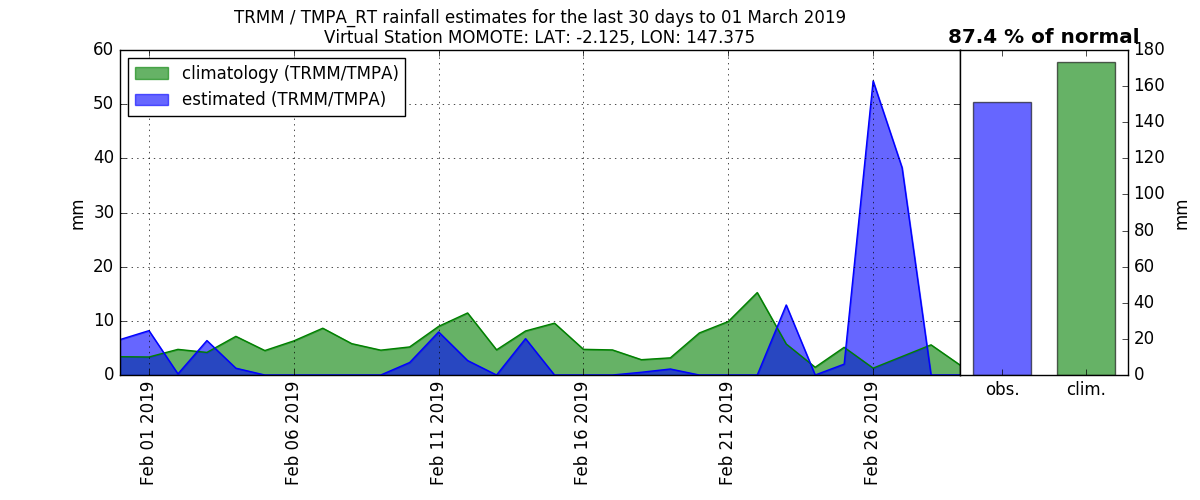 TRMM / TMPA_RT rainfall estimates for the last 30 days to 01 March 2019
Virtual Station MOMOTE: LAT: -2.125, LON: 147.375
87.4 % of normal
climatology (TRMM/TMPA)
estimated (TRMM/TMPA)
60
50
40
30
20
10
0
mm
Feb 01 2019
Feb 06 2019
Feb 11 2019
Feb 16 2019
Feb 21 2019
Feb 26 2019
obs.
clim.
180
160
140
120
100
80
60
40
20
0
mm